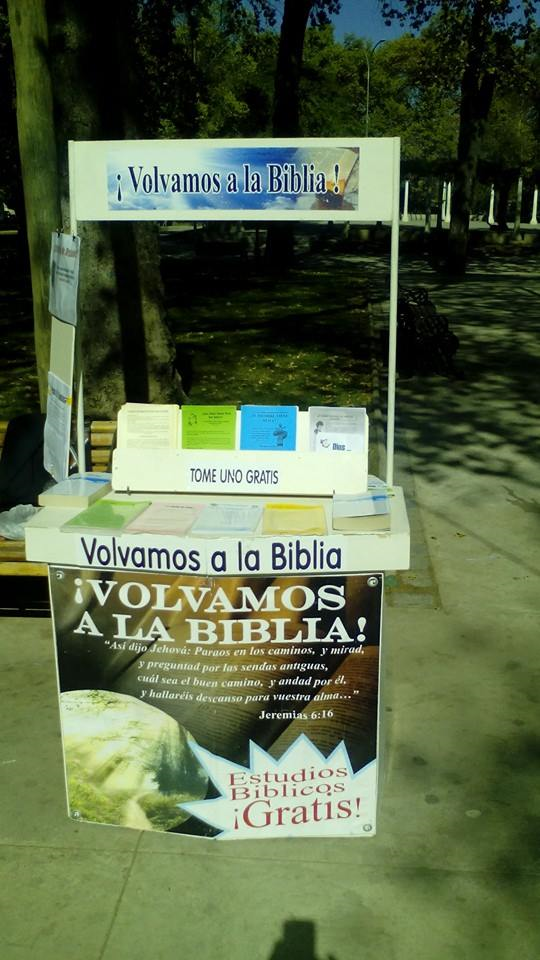 ¡ Volvamos a la Biblia !
Dios
TOME UNO GRATIS
Volvamos a la Biblia
¡VOLVAMOS
A LA BIBLIA!
"Así dijo Jehová: Paraos en los caminos, y mirad,
y preguntad por las sendas antiguas,
cuál sea el buen camino, y andad por él,
y hallaréis descanso para vuestra alma..."
Jeremias 6:16
Estudios
Bíblicos
¡Gratis!